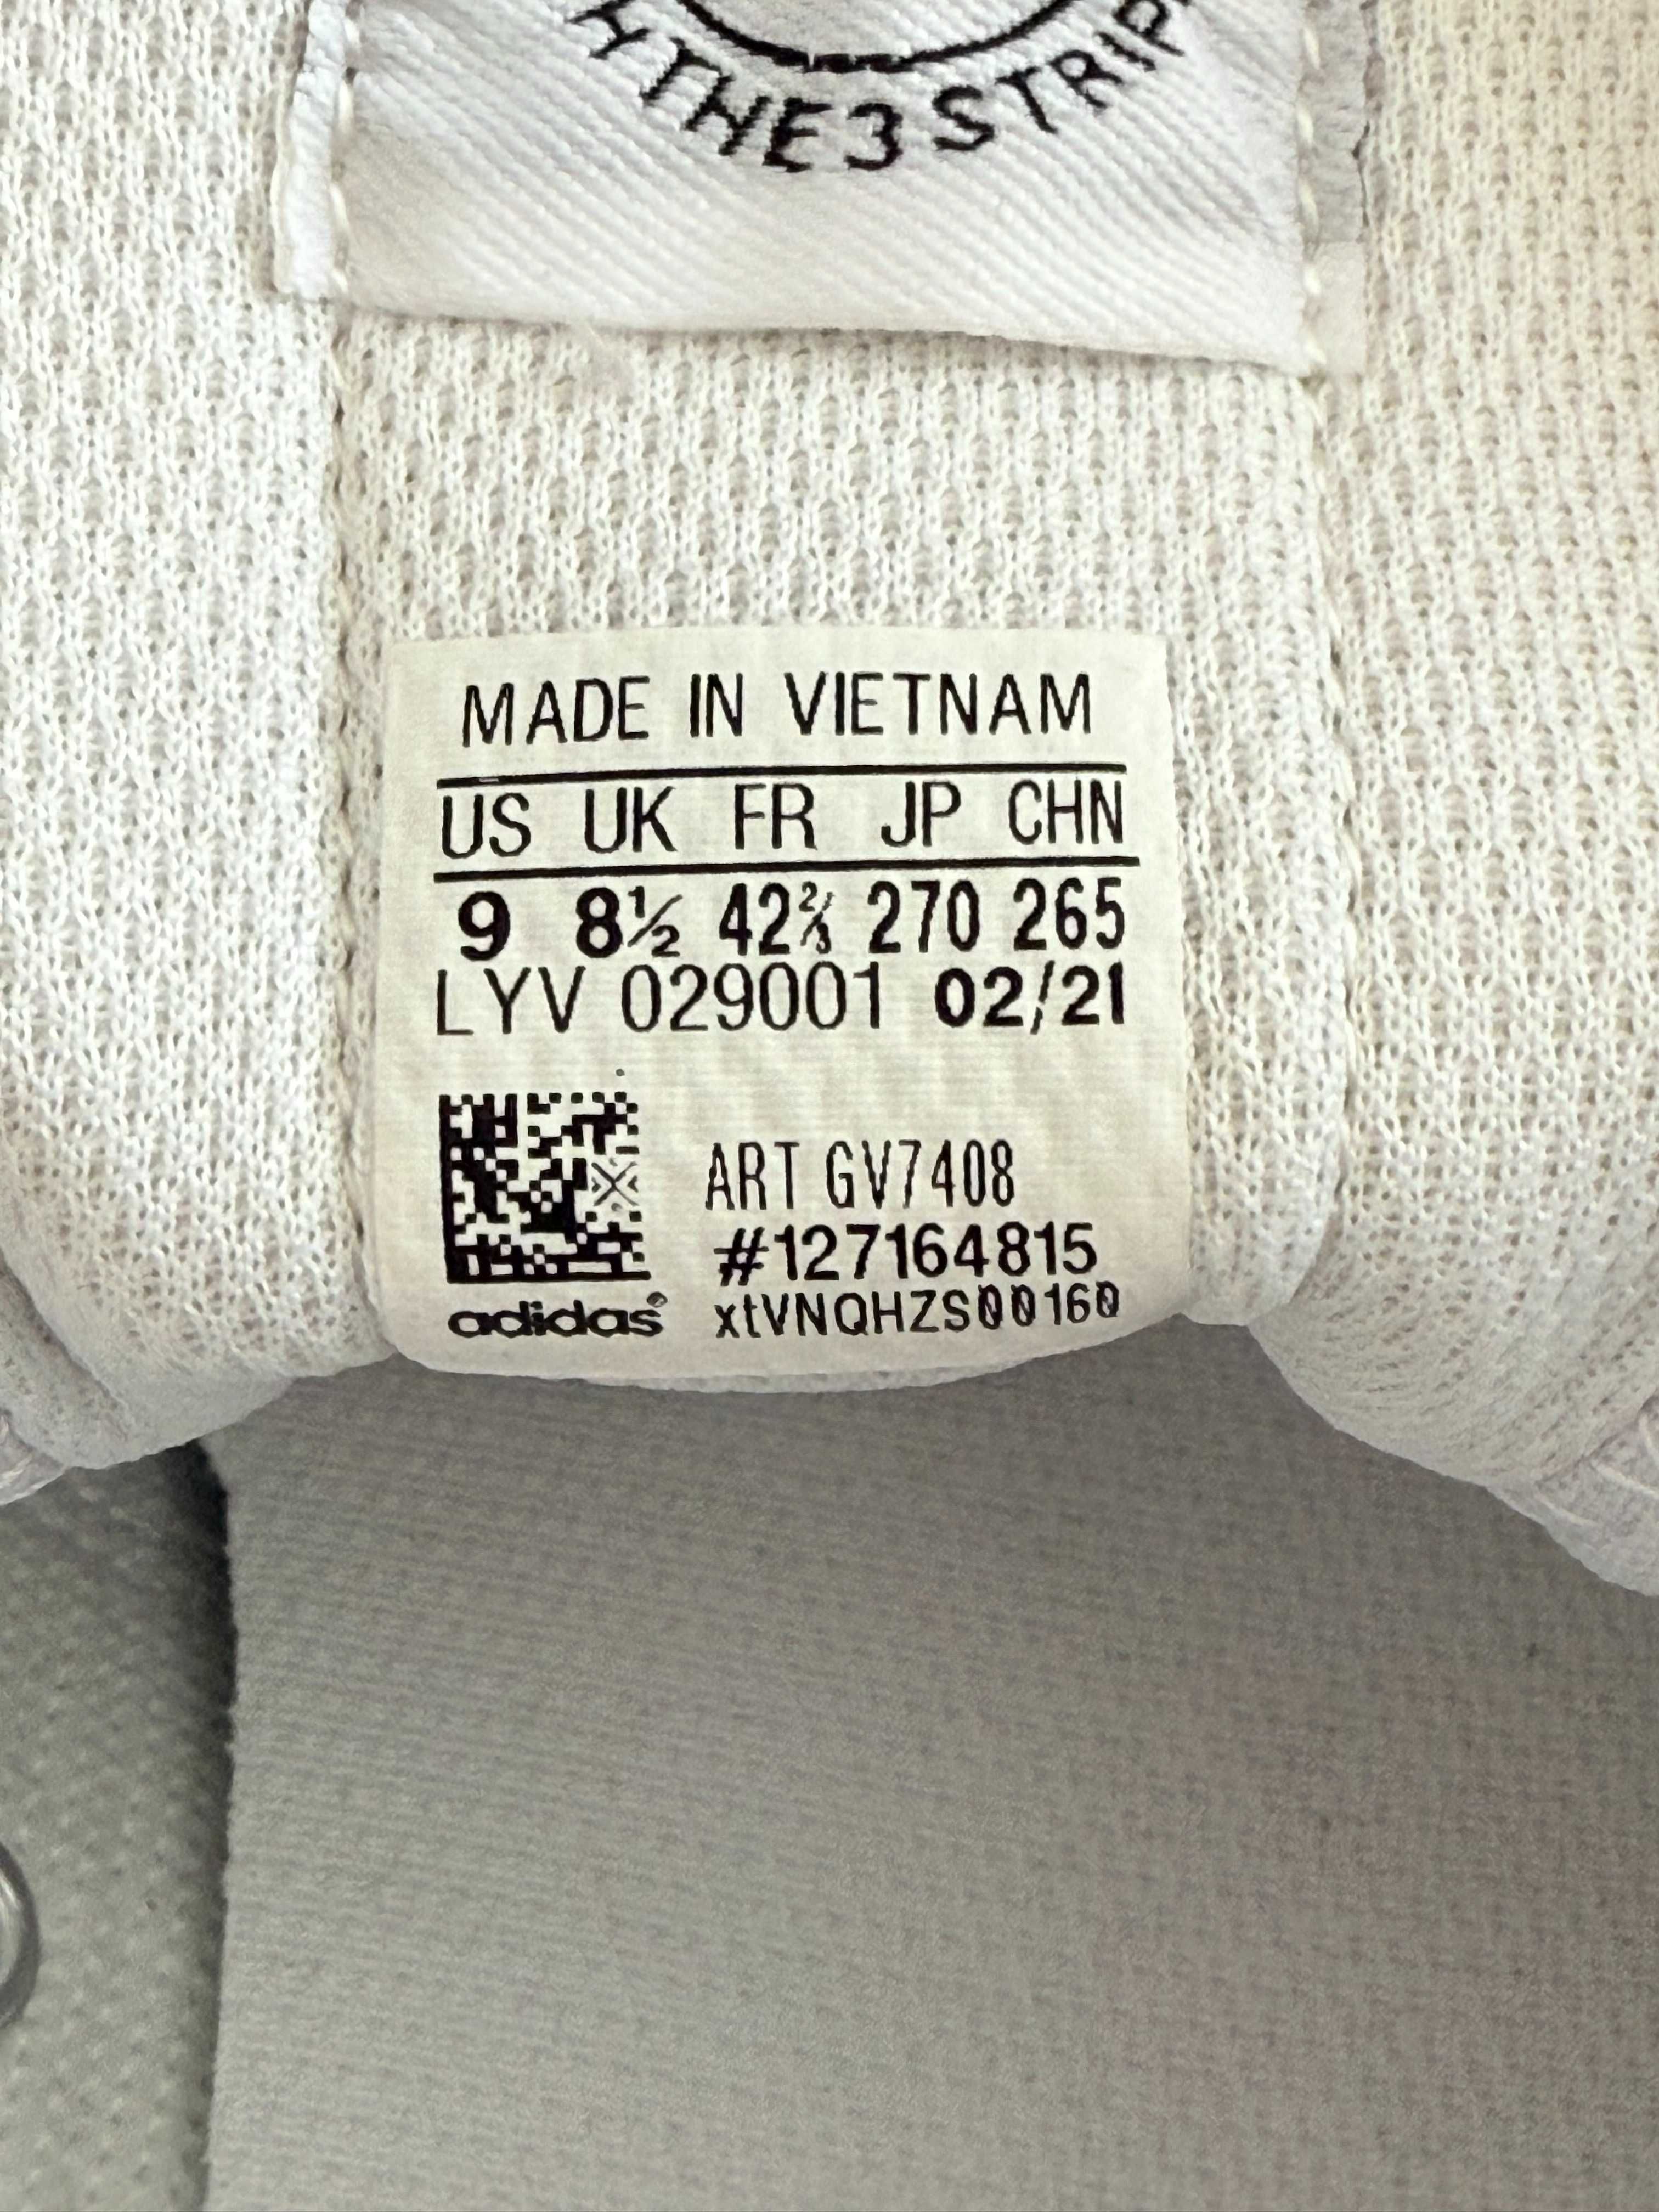 HTHE3STRIP
MADE IN VIETNAM
US UK FR JP CHN
9 8½ 42⅔ 270 265
LYV 029001 02/21
ART GV7408
#127164815
adidas® xtVNQHZS00160